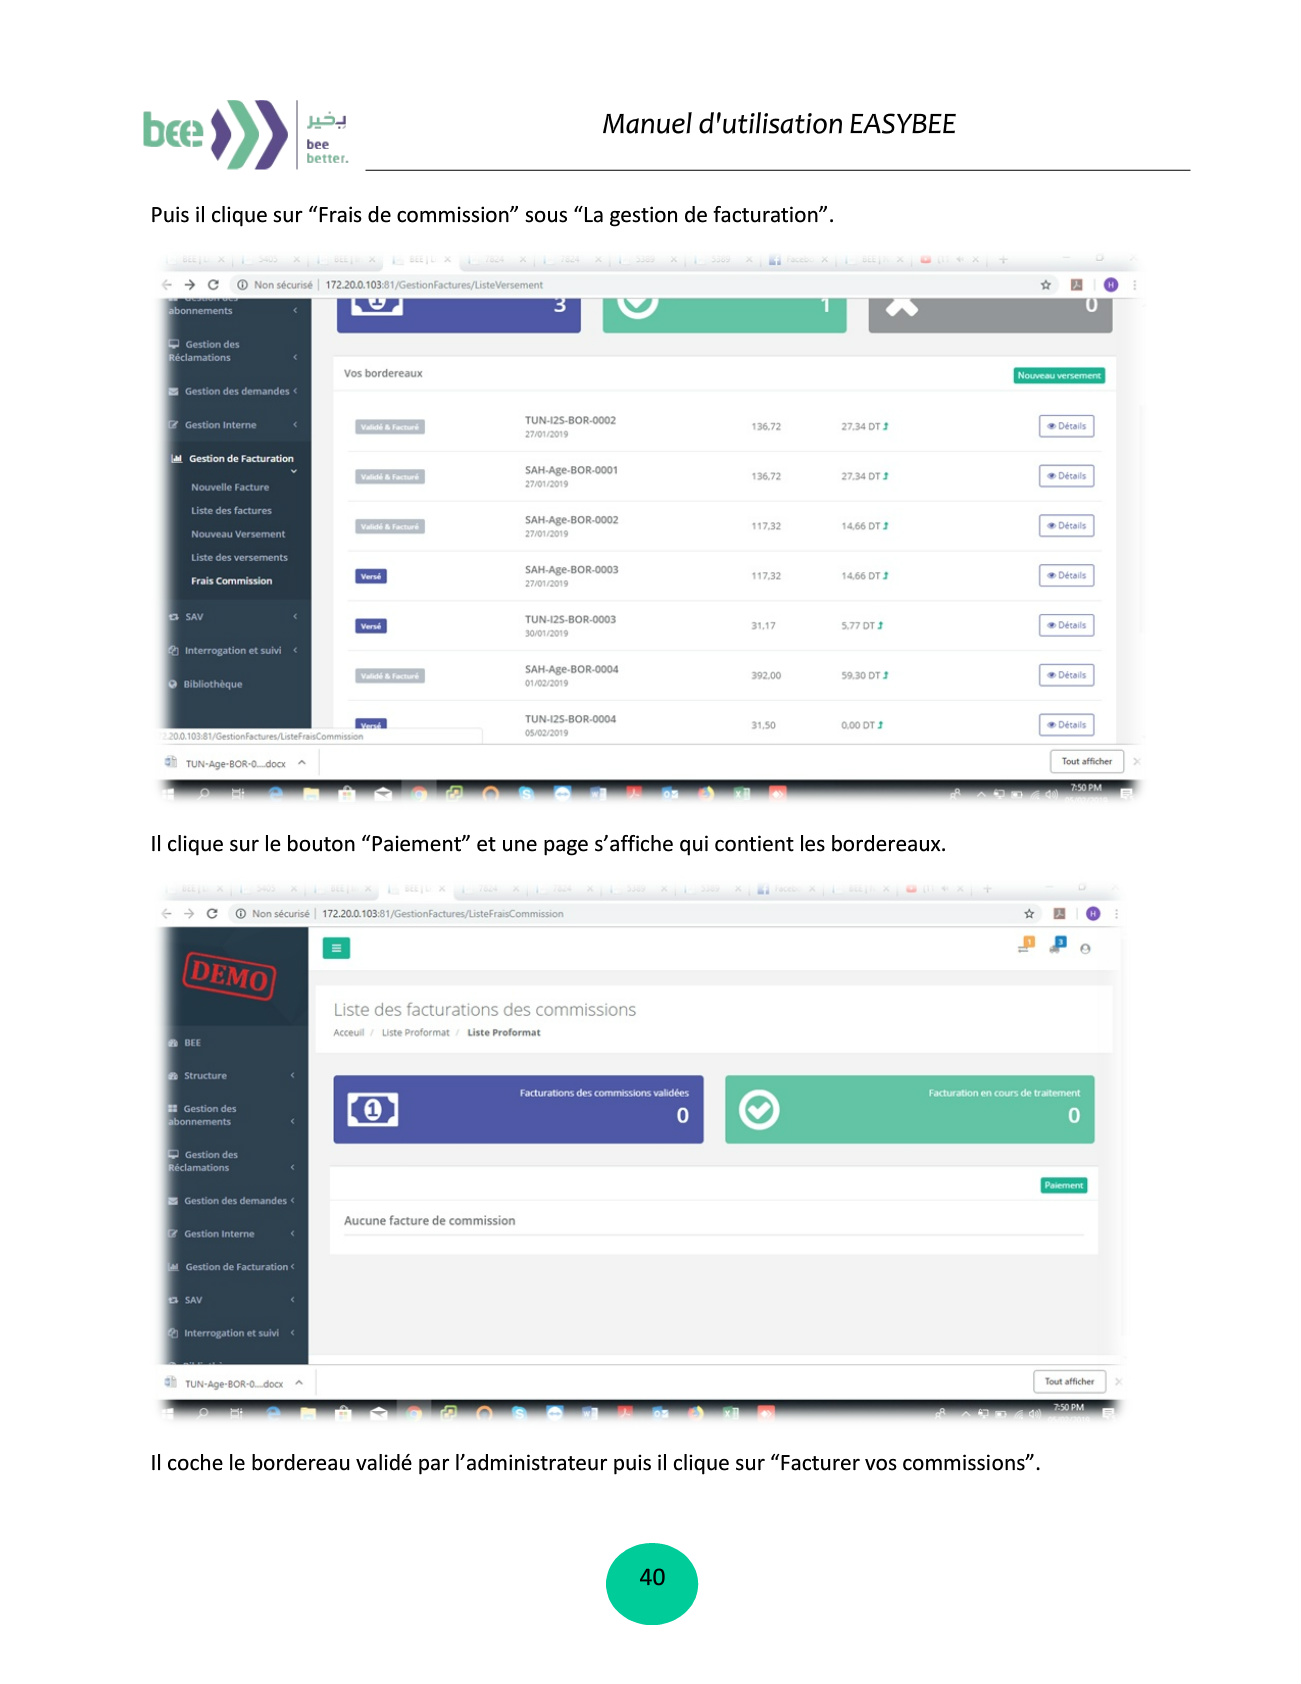 bee
بخير
bee
better.
Manuel d'utilisation EASYBEE
Puis il clique sur “Frais de commission” sous “La gestion de facturation”.
Non sécurisé | 172.20.0.103:81/GestionFactures/ListeVersement
abonnements
3
1
0
Gestion des
Réclamations
Gestion des demandes
Gestion Interne
Gestion de Facturation
Nouvelle Facture
Liste des factures
Nouveau Versement
Liste des versements
Frais Commission
SAV
Interrogation et suivi
Bibliothèque
Vos bordereaux
Nouveau versement
Validé & Facturé TUN-I2S-BOR-0002 136,72 27,34 DT Détails
27/01/2019
Validé & Facturé SAH-Age-BOR-0001 136,72 27,34 DT Détails
27/01/2019
Validé & Facturé SAH-Age-BOR-0002 117,32 14,66 DT Détails
27/01/2019
Versé SAH-Age-BOR-0003 117,32 14,66 DT Détails
27/01/2019
Versé TUN-I2S-BOR-0003 31,17 5,77 DT Détails
30/01/2019
Validé & Facturé SAH-Age-BOR-0004 392,00 59,30 DT Détails
01/02/2019
Versé TUN-I2S-BOR-0004 31,50 0,00 DT Détails
05/02/2019
2.20.0.103:81/GestionFactures/ListeFraisCommission
TUN-Age-BOR-0....docx
Tout afficher
7:50 PM
Il clique sur le bouton “Paiement” et une page s’affiche qui contient les bordereaux.
Non sécurisé | 172.20.0.103:81/GestionFactures/ListeFraisCommission
DEMO
BEE
Structure
Gestion des
abonnements
Gestion des
Réclamations
Gestion des demandes
Gestion Interne
Gestion de Facturation
SAV
Interrogation et suivi
1
3
Liste des facturations des commissions
Acceuil / Liste Proformat / Liste Proformat
Facturations des commissions validées
0
Facturation en cours de traitement
0
Paiement
Aucune facture de commission
TUN-Age-BOR-0....docx
Tout afficher
7:50 PM
Il coche le bordereau validé par l’administrateur puis il clique sur “Facturer vos commissions”.
40